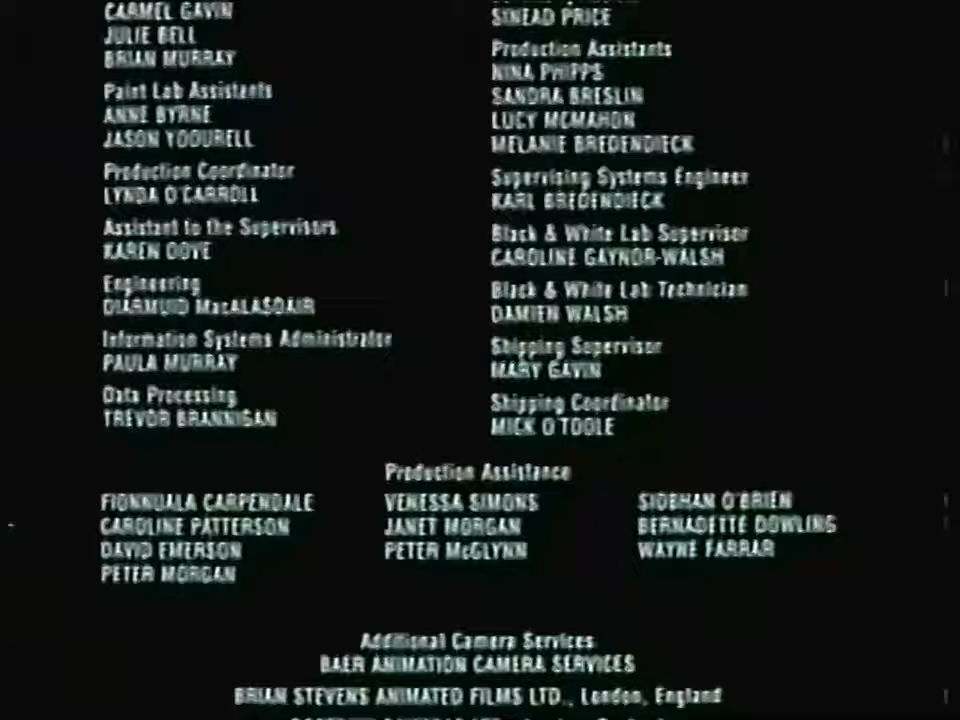 CARMEL GAVIN
JULIE BELL
BRIAN MURRAY
Paint Lab Assistants
ANNE BYRNE
JASON YODURELL
Production Coordinator
LYNDA O'CARROLL
Assistant to the Supervisors
KAREN DOYE
Engineering
DIARMUID MacALASDAIR
Information Systems Administrator
PAULA MURRAY
Data Processing
TREVOR BRANNIGAN
SINEAD PRICE
Production Assistants
NINA PHIPPS
SANDRA BRESLIN
LUCY MCMAHON
MELANIE BREDENDIECK
Supervising Systems Engineer
KARL BREDENDIECK
Black & White Lab Supervisor
CAROLINE GAYNOR-WALSH
Black & White Lab Technician
DAMIEN WALSH
Shipping Supervisor
MARY GAVIN
Shipping Coordinator
MICK O'TOOLE
Production Assistance
FIONNUALA CARPENDALE
CAROLINE PATTERSON
DAVID EMERSON
PETER MORGAN
VENESSA SIMONS
JANET MORGAN
PETER McGLYNN
SIOBHAN O'BRIEN
BERNADETTE DOWLING
WAYNE FARRAR
Additional Camera Services
BAER ANIMATION CAMERA SERVICES
BRIAN STEVENS ANIMATED FILMS LTD., London, England